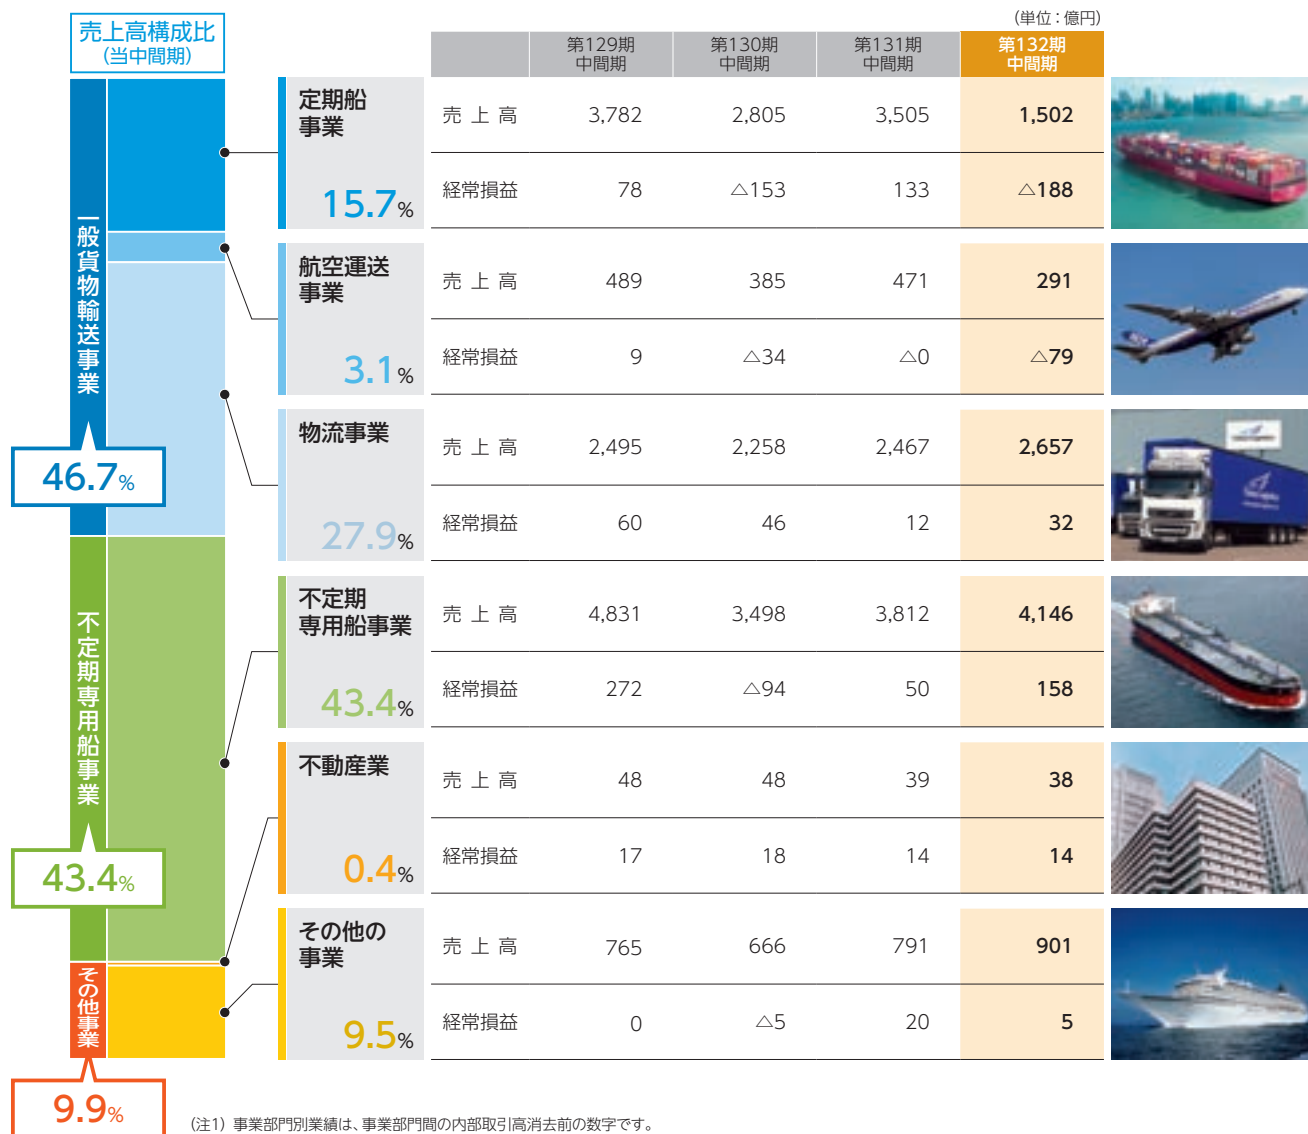 売上高構成比
（当中間期）
（単位：億円）
第129期
中間期
第130期
中間期
第131期
中間期
第132期
中間期
一般貨物輸送事業
46.7%
不定期専用船事業
43.4%
その他事業
9.9%
定期船
事業
15.7%
売上高 3,782 2,805 3,505 1,502
経常損益 78 △153 133 △188
航空運送
事業
3.1%
売上高 489 385 471 291
経常損益 9 △34 △0 △79
物流事業
27.9%
売上高 2,495 2,258 2,467 2,657
経常損益 60 46 12 32
不定期
専用船事業
43.4%
売上高 4,831 3,498 3,812 4,146
経常損益 272 △94 50 158
不動産業
0.4%
売上高 48 48 39 38
経常損益 17 18 14 14
その他の
事業
9.5%
売上高 765 666 791 901
経常損益 0 △5 20 5
（注1）事業部門別業績は、事業部門間の内部取引高消去前の数字です。